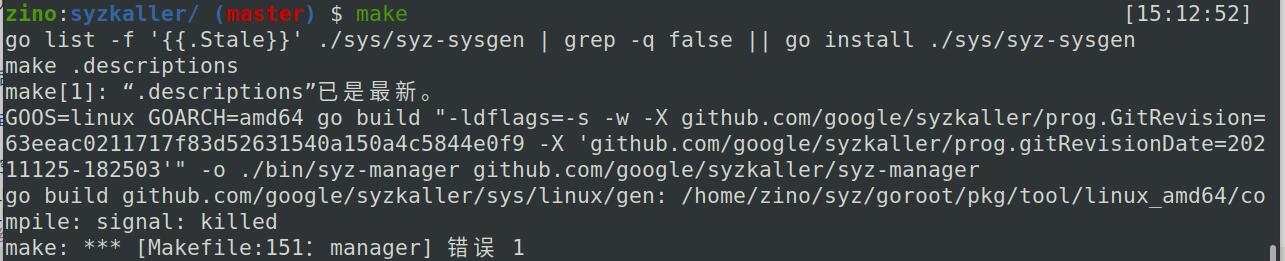 zino:syzkaller/ (master) $ make [15:12:52]
go list -f '{{.Stale}}' ./sys/syz-sysgen | grep -q false || go install ./sys/syz-sysgen
make .descriptions
make[1]: “.descriptions”已是最新。
GOOS=linux GOARCH=amd64 go build "-ldflags=-s -w -X github.com/google/syzkaller/prog.GitRevision=
63eeac0211717f83d52631540a150a4c5844e0f9 -X 'github.com/google/syzkaller/prog.gitRevisionDate=202
11125-182503'" -o ./bin/syz-manager github.com/google/syzkaller/syz-manager
go build github.com/google/syzkaller/sys/linux/gen: /home/zino/syz/goroot/pkg/tool/linux_amd64/co
mpile: signal: killed
make: *** [Makefile:151：manager] 错误 1